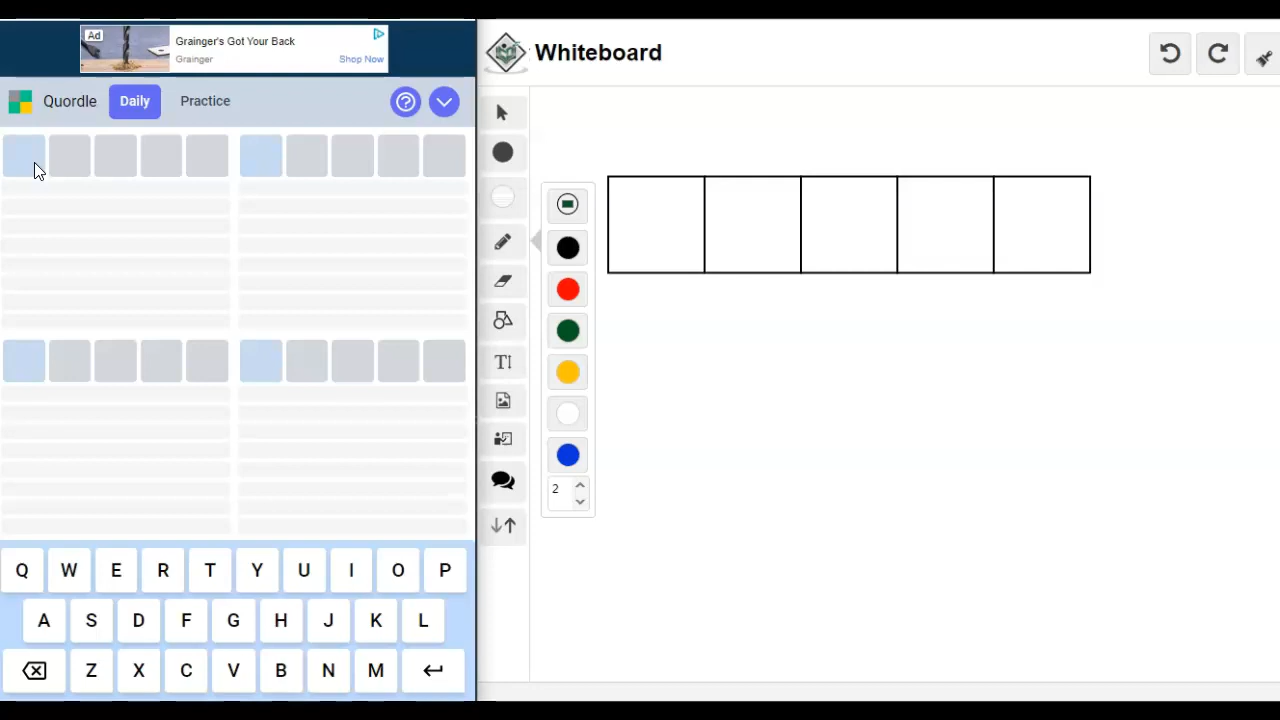 Ad
Grainger's Got Your Back
Grainger
Shop Now
Whiteboard
Quordle
Daily
Practice
T
2
Q W E R T Y U I O P
A S D F G H J K L
Z X C V B N M